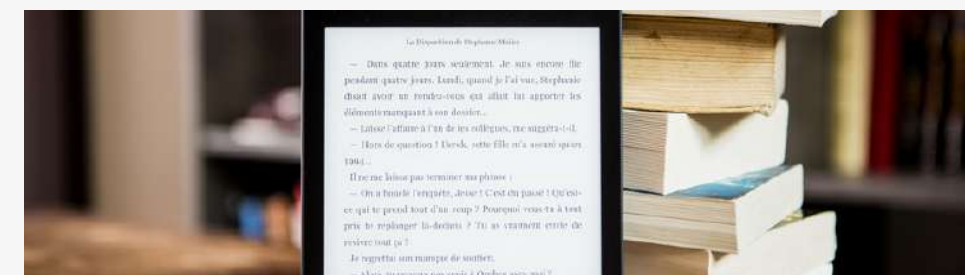 La Disparition de Stephanie Mailer
— Dans quatre jours seulement. Je suis encore flic
pendant quatre jours. Lundi, quand je l'ai vue, Stephanie
disait avoir un rendez-vous qui allait lui apporter les
éléments manquant à son dossier...
— Laisse l'affaire à l'un de tes collègues, me suggéra-t-il.
— Hors de question ! Derek, cette fille m'a assuré qu'en
1994...
Il ne me laissa pas terminer ma phrase :
— On a bouclé l'enquête, Jesse ! C'est du passé ! Qu'est-
ce qui te prend tout d'un coup ? Pourquoi veux-tu à tout
prix te replonger là-dedans ? Tu as vraiment envie de
revivre tout ça ?
Je regrettai son manque de soutien.